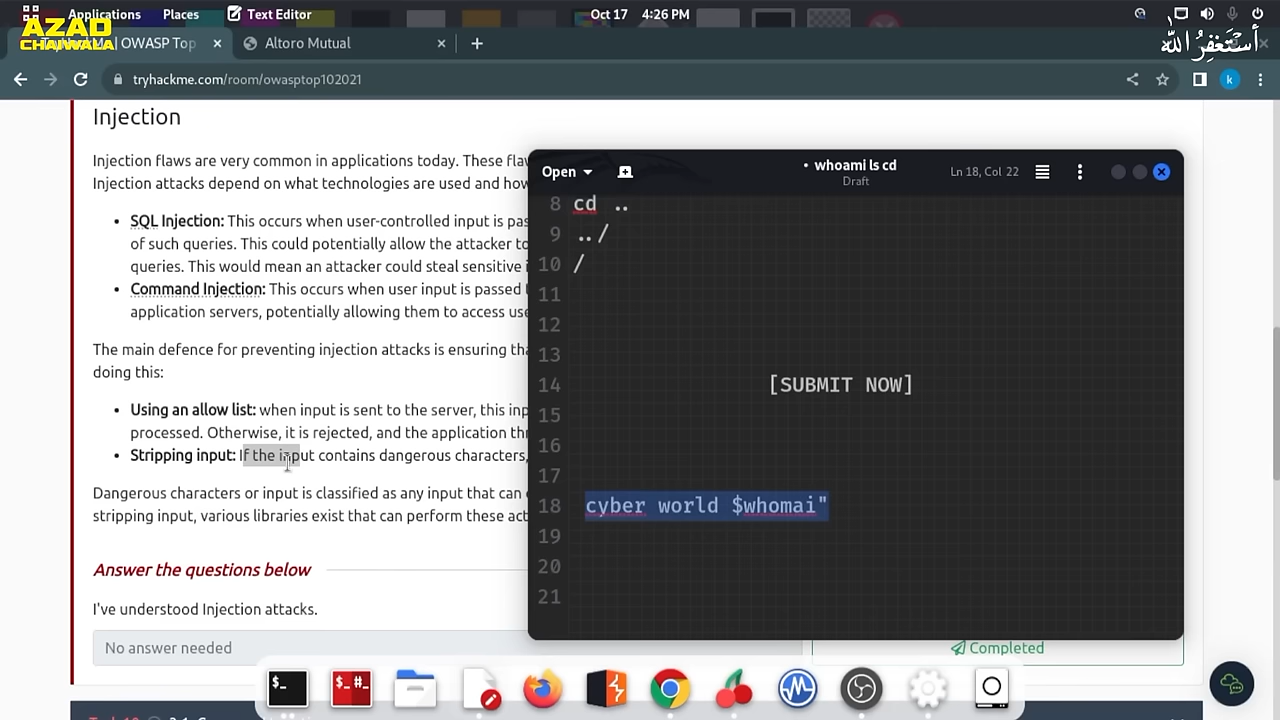 Applications Places Text Editor Oct 17 4:26 PM
AZAD
CHAIWALA
OWASP Top
Altoro Mutual
أستغفر الله
tryhackme.com/room/owasptop102021
k
Injection
Injection flaws are very common in applications today. These flaw
Injection attacks depend on what technologies are used and how
SQL Injection: This occurs when user-controlled input is pas
of such queries. This could potentially allow the attacker to
queries. This would mean an attacker could steal sensitive i
Command Injection: This occurs when user input is passed t
application servers, potentially allowing them to access use
The main defence for preventing injection attacks is ensuring tha
doing this:
Using an allow list: when input is sent to the server, this inp
processed. Otherwise, it is rejected, and the application thr
Stripping input: If the input contains dangerous characters,
Dangerous characters or input is classified as any input that can
stripping input, various libraries exist that can perform these act
Answer the questions below
I've understood Injection attacks.
No answer needed
Completed
Open
• whoami ls cd
Draft
Ln 18, Col 22
8 cd ..
9 ../
10 /
11
12
13
14 [SUBMIT NOW]
15
16
17
18 cyber world $whomai"
19
20
21
$_
$_#_